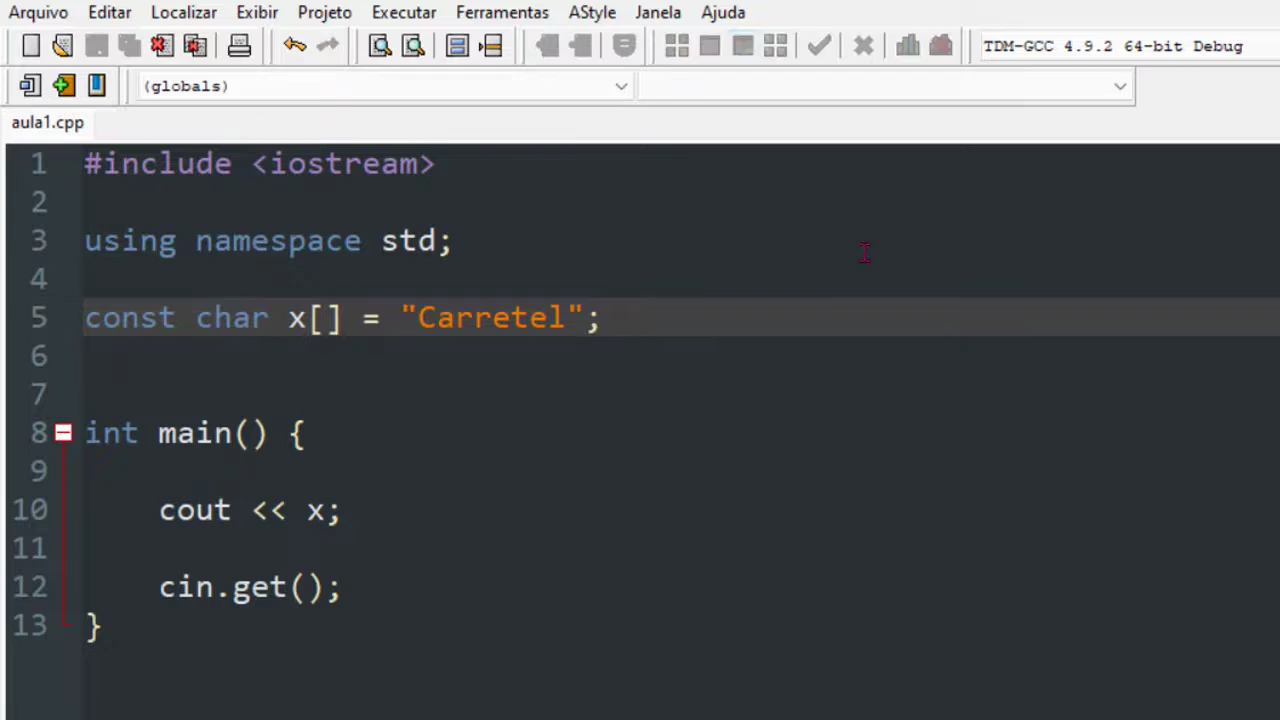 Arquivo Editar Localizar Exibir Projeto Executar Ferramentas AStyle Janela Ajuda
TDM-GCC 4.9.2 64-bit Debug
(globals)
aula1.cpp
1 #include <iostream>
2
3 using namespace std;
4
5 const char x[] = "Carretel";
6
7
8 int main() {
9
10 cout << x;
11
12 cin.get();
13 }